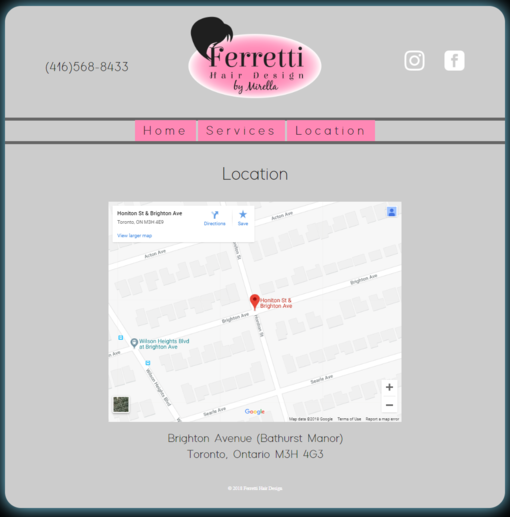 (416)568-8433
Ferretti
Hair Design
by Mirella
Home Services Location
Location
Honiton St & Brighton Ave
Toronto, ON M3H 4E9
Directions Save
View larger map
Acton Ave
Acton Ave
Honiton St
Brighton Ave
Honiton St &
Brighton Ave
Brighton Ave
Honiton St
Wilson Heights Blvd
at Brighton Ave
Wilson Heights Blvd
Searle Ave
Searle Ave
Google
Map data ©2018 Google Terms of Use Report a map error
Brighton Avenue (Bathurst Manor)
Toronto, Ontario M3H 4G3
Hair Design